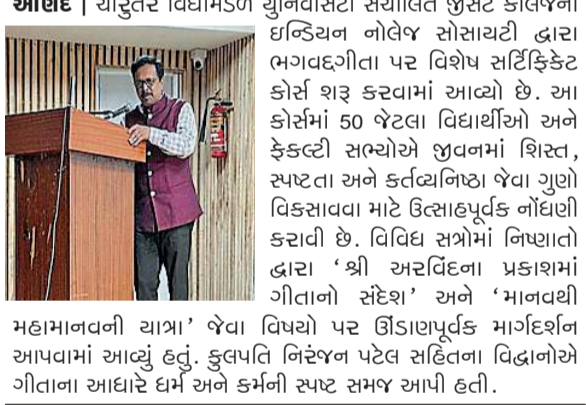 આણંદ | ચારુતર વિદ્યામંડળ યુનિવર્સિટી સંચાલિત જીસેટ કોલેજના
ઇન્ડિયન નોલેજ સોસાયટી દ્વારા
ભગવદ્ગીતા પર વિશેષ સર્ટિફિકેટ
કોર્સ શરૂ કરવામાં આવ્યો છે. આ
કોર્સમાં 50 જેટલા વિદ્યાર્થીઓ અને
ફેકલ્ટી સભ્યોએ જીવનમાં શિસ્ત,
સ્પષ્ટતા અને કર્તવ્યનિષ્ઠા જેવા ગુણો
વિકસાવવા માટે ઉત્સાહપૂર્વક નોંધણી
કરાવી છે. વિવિધ સત્રોમાં નિષ્ણાતો
દ્વારા ‘શ્રી અરવિંદના પ્રકાશમાં
ગીતાનો સંદેશ’ અને ‘માનવથી
મહામાનવની યાત્રા’ જેવા વિષયો પર ઊંડાણપૂર્વક માર્ગદર્શન
આપવામાં આવ્યું હતું. કુલપતિ નિરંજન પટેલ સહિતના વિદ્વાનોએ
ગીતાના આધારે ધર્મ અને કર્મની સ્પષ્ટ સમજ આપી હતી.